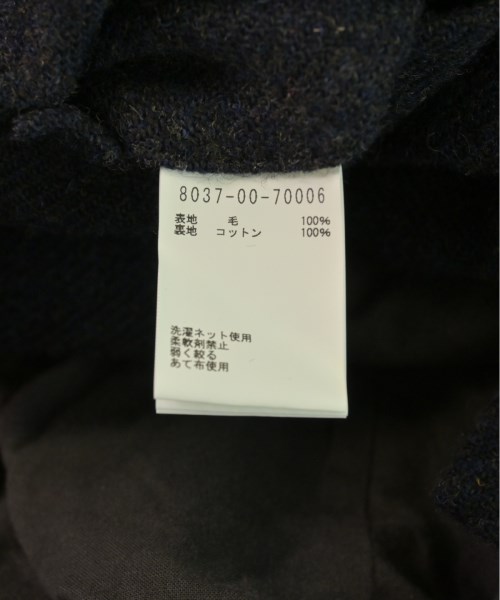 8037-00-70006
表地 毛 100%
裏地 コットン 100%
洗濯ネット使用
柔軟剤禁止
弱く絞る
あて布使用